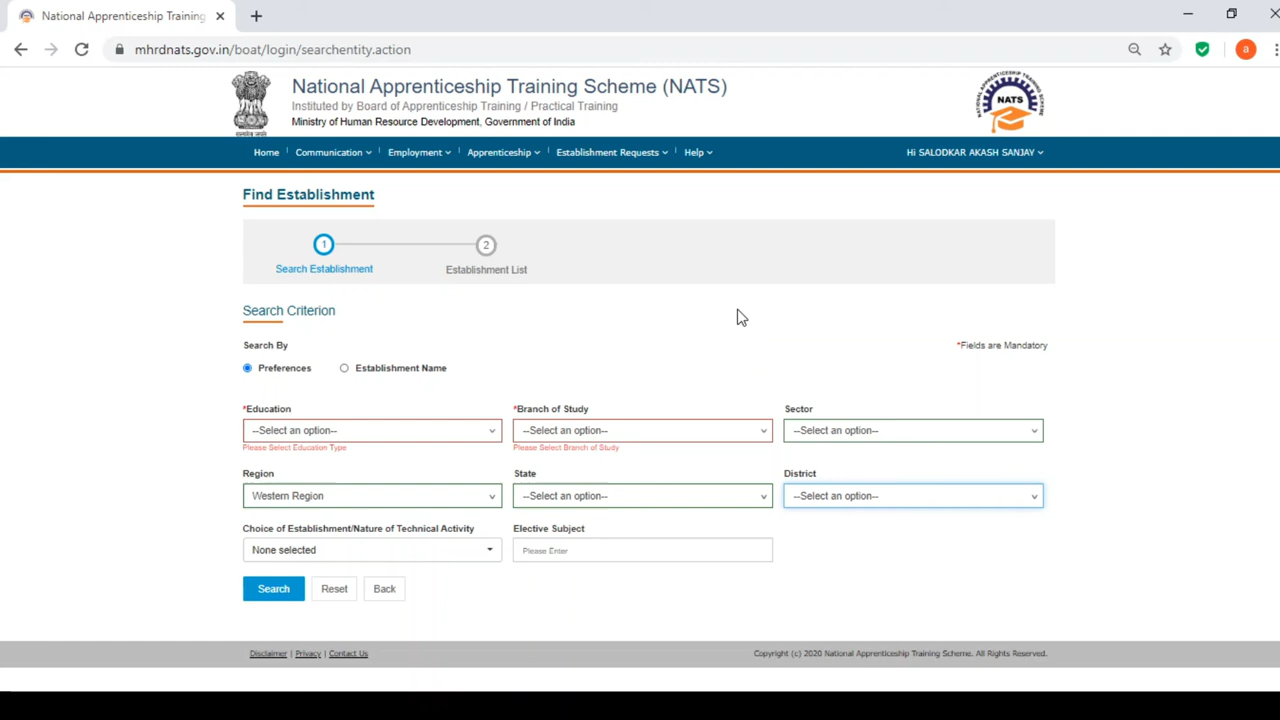 National Apprenticeship Training
mhrdnats.gov.in/boat/login/searchentity.action
a
National Apprenticeship Training Scheme (NATS)
Instituted by Board of Apprenticeship Training / Practical Training
Ministry of Human Resource Development, Government of India
NATS
Home Communication Employment Apprenticeship Establishment Requests Help Hi SALODKAR AKASH SANJAY
Find Establishment
1 2
Search Establishment Establishment List
Search Criterion
Search By *Fields are Mandatory
Preferences Establishment Name
*Education *Branch of Study Sector
--Select an option-- --Select an option-- --Select an option--
Please Select Education Type Please Select Branch of Study
Region State District
Western Region --Select an option-- --Select an option--
Choice of Establishment/Nature of Technical Activity Elective Subject
None selected Please Enter
Search Reset Back
Disclaimer | Privacy | Contact Us Copyright (c) 2020 National Apprenticeship Training Scheme. All Rights Reserved.